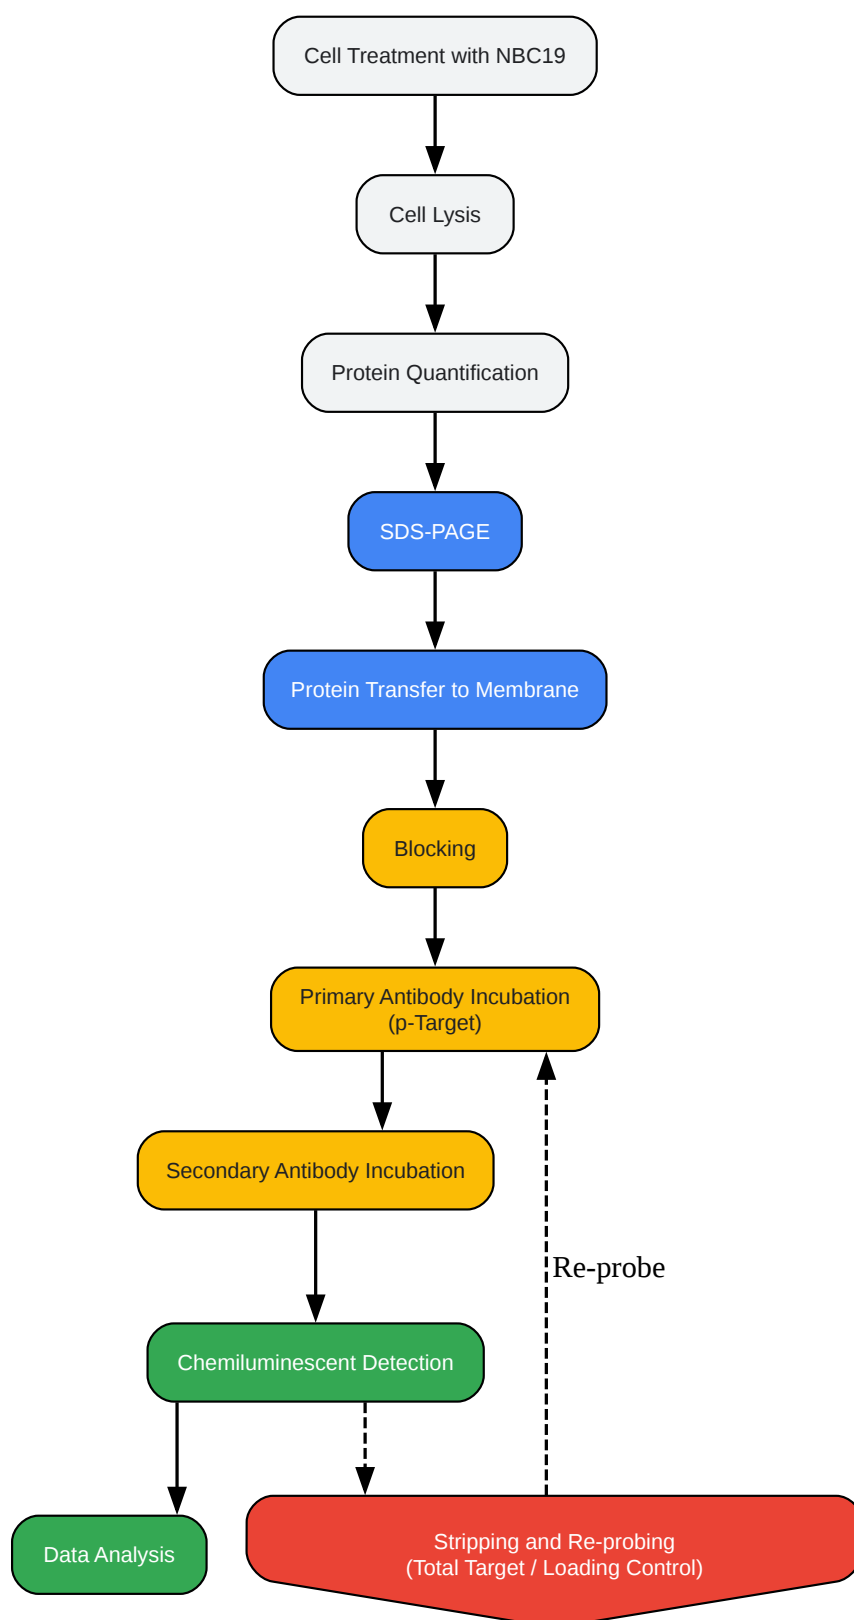 Cell Treatment with NBC19
Cell Lysis
Protein Quantification
SDS-PAGE
Protein Transfer to Membrane
Blocking
Primary Antibody Incubation
(p-Target)
Secondary Antibody Incubation
Re-probe
Chemiluminescent Detection
Data Analysis
Stripping and Re-probing
(Total Target / Loading Control)